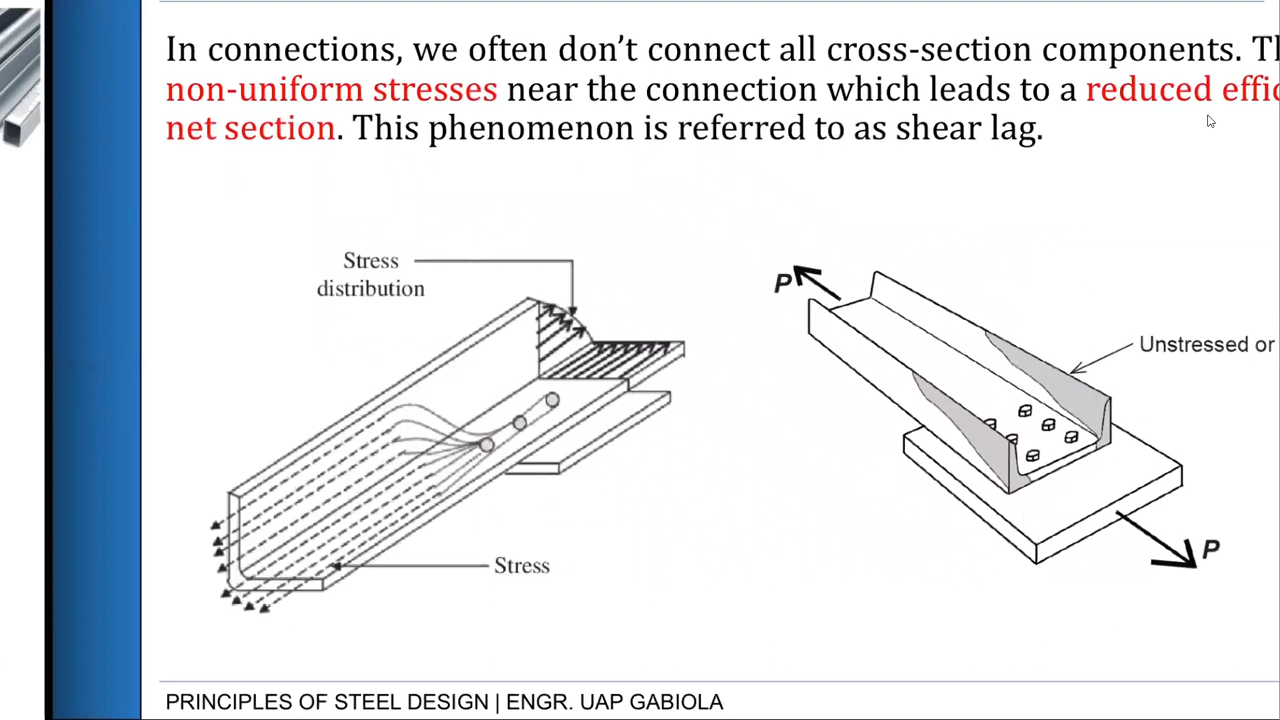 In connections, we often don’t connect all cross-section components.
non-uniform stresses near the connection which leads to a reduced
net section. This phenomenon is referred to as shear lag.
Stress
distribution
P
Unstressed or
Stress
P
PRINCIPLES OF STEEL DESIGN | ENGR. UAP GABIOLA